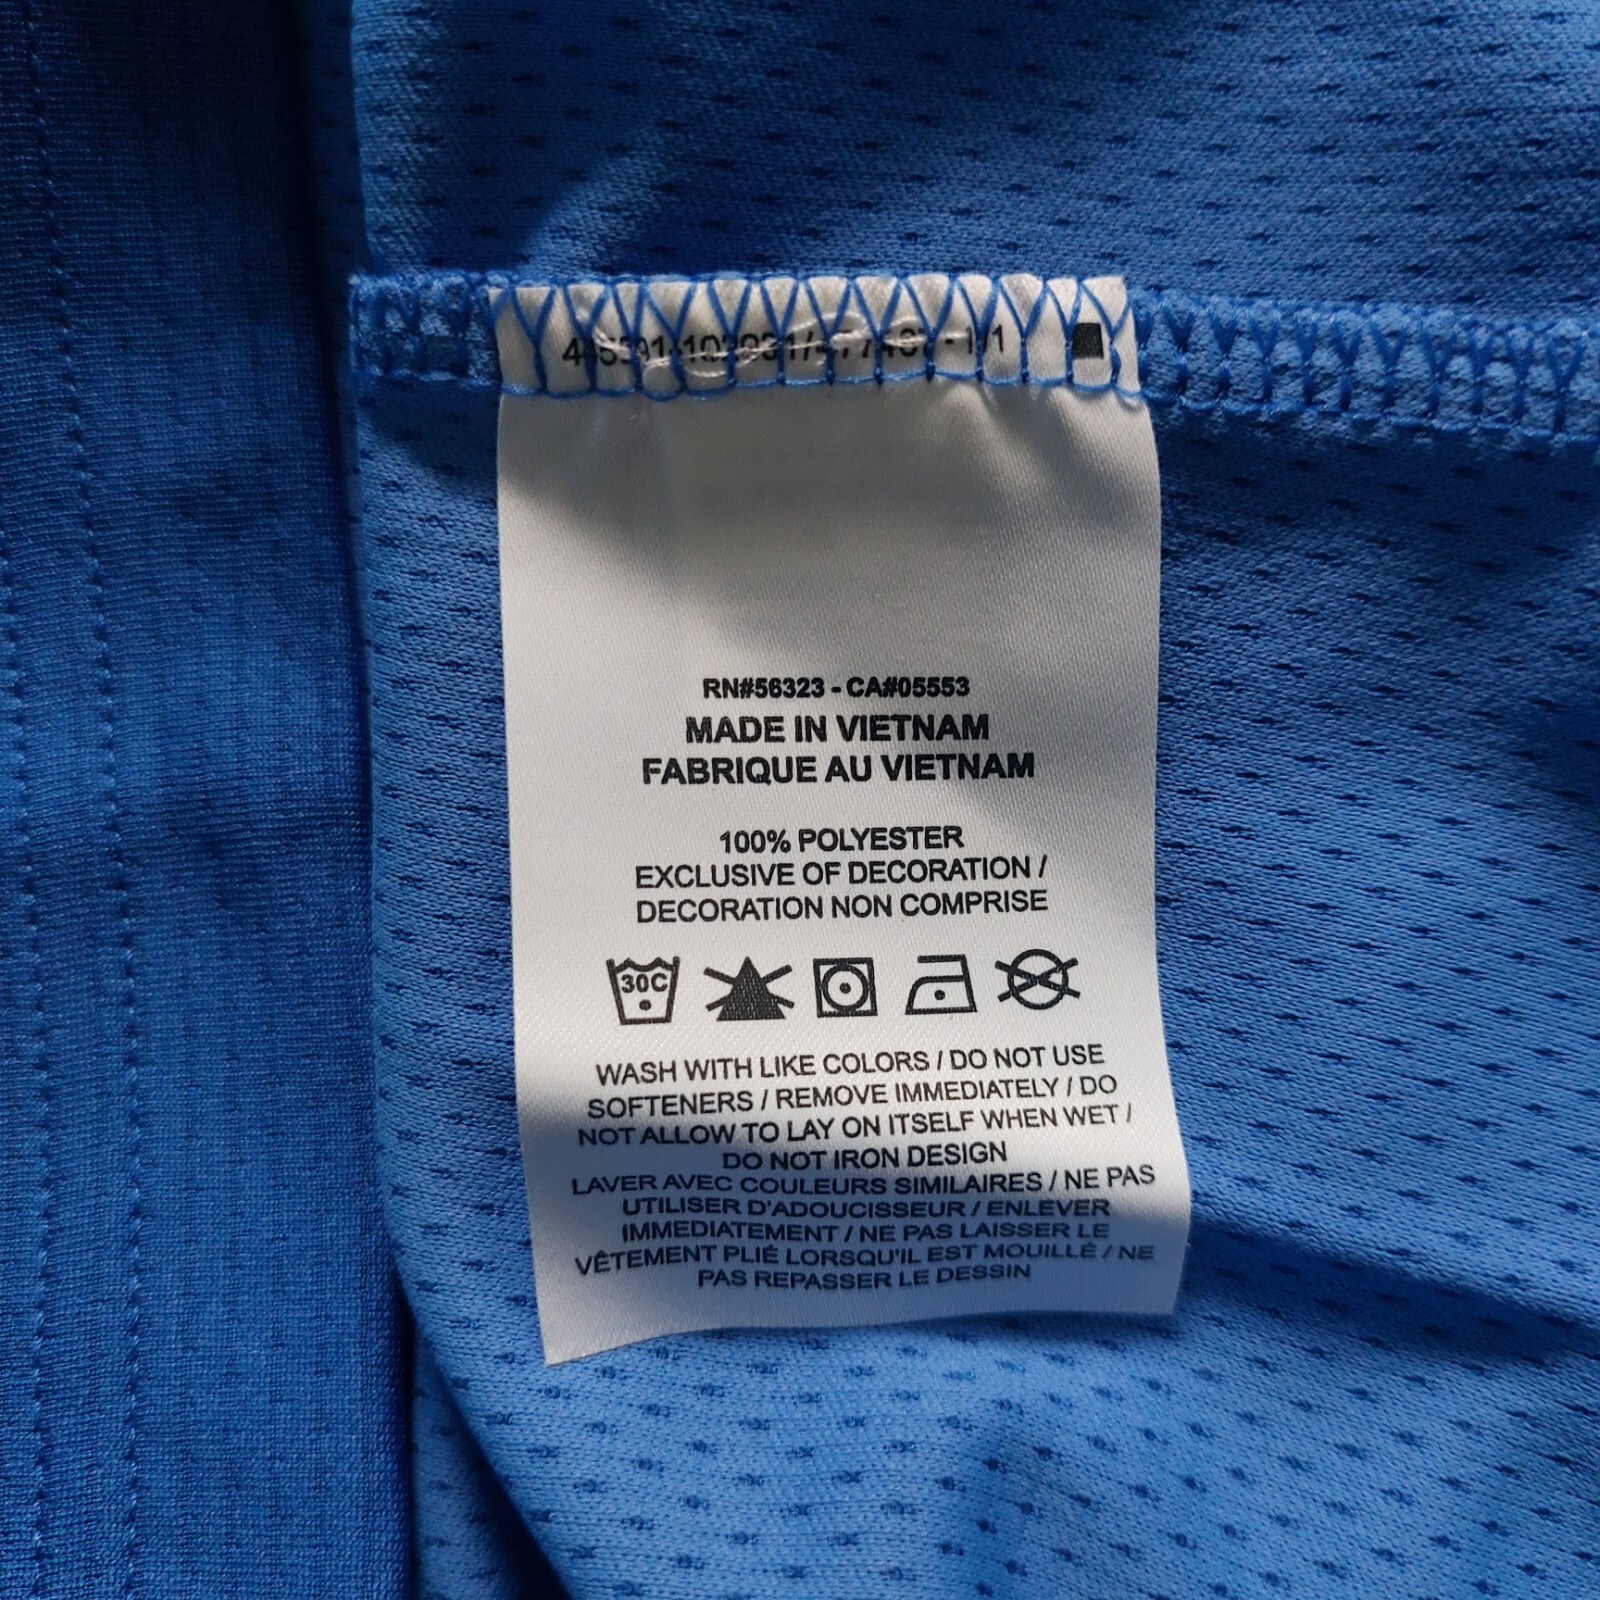 RN#56323 - CA#05553
MADE IN VIETNAM
FABRIQUE AU VIETNAM
100% POLYESTER
EXCLUSIVE OF DECORATION /
DECORATION NON COMPRISE
30C
WASH WITH LIKE COLORS / DO NOT USE
SOFTENERS / REMOVE IMMEDIATELY / DO
NOT ALLOW TO LAY ON ITSELF WHEN WET /
DO NOT IRON DESIGN
LAVER AVEC COULEURS SIMILAIRES / NE PAS
UTILISER D'ADOUCISSEUR / ENLEVER
IMMEDIATEMENT / NE PAS LAISSER LE
VÊTEMENT PLIÉ LORSQU'IL EST MOUILLÉ / NE
PAS REPASSER LE DESSIN